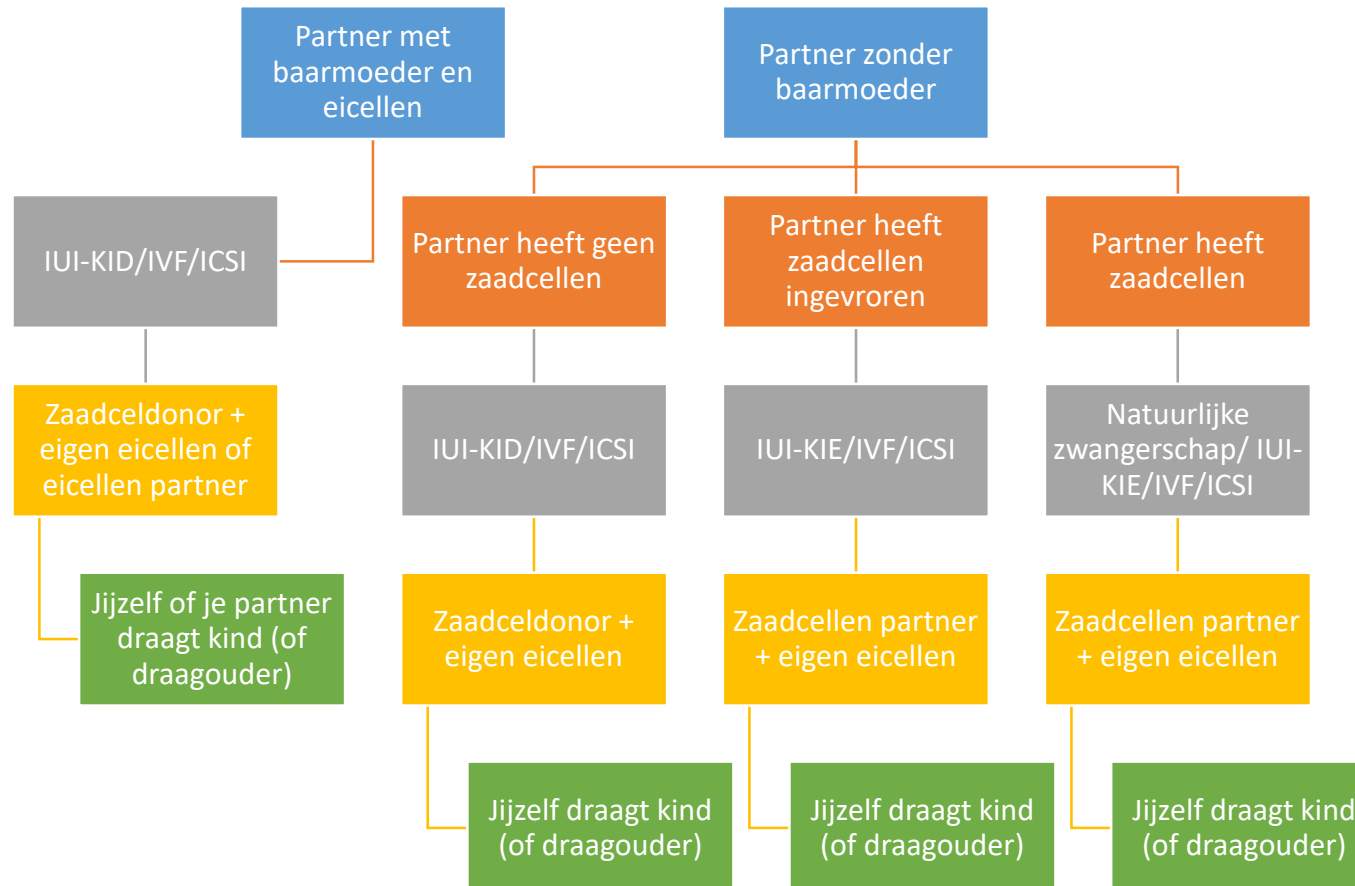 Partner met
baarmoeder en
eicellen
Partner zonder
baarmoeder
IUI-KID/IVF/ICSI
Partner heeft geen
zaadcellen
Partner heeft
zaadcellen
ingevroren
Partner heeft
zaadcellen
Zaadceldonor +
eigen eicellen of
eicellen partner
IUI-KID/IVF/ICSI
IUI-KIE/IVF/ICSI
Natuurlijke
zwangerschap/ IUI-
KIE/IVF/ICSI
Jijzelf of je partner
draagt kind (of
draagouder)
Zaadceldonor +
eigen eicellen
Zaadcellen partner
+ eigen eicellen
Zaadcellen partner
+ eigen eicellen
Jijzelf draagt kind
(of draagouder)
Jijzelf draagt kind
(of draagouder)
Jijzelf draagt kind
(of draagouder)